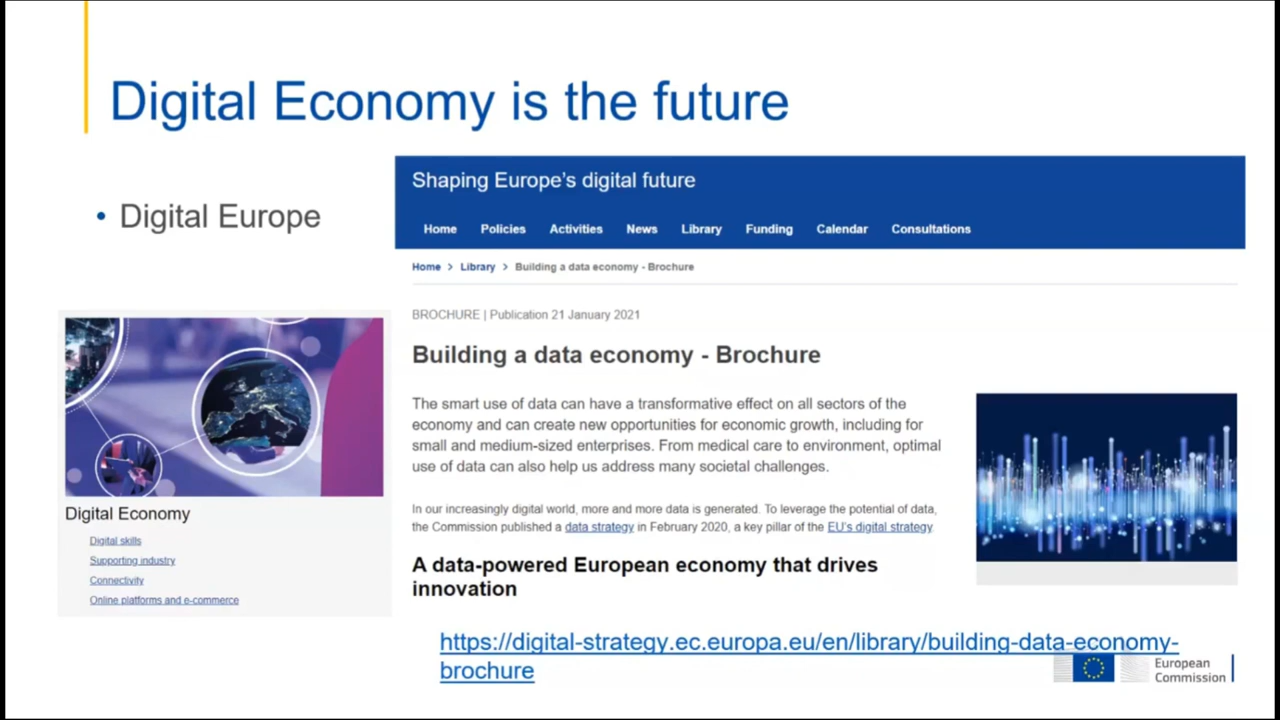 Digital Economy is the future
• Digital Europe
Shaping Europe's digital future
Home Policies Activities News Library Funding Calendar Consultations
Home > Library > Building a data economy - Brochure
BROCHURE | Publication 21 January 2021
Building a data economy - Brochure
The smart use of data can have a transformative effect on all sectors of the
economy and can create new opportunities for economic growth, including for
small and medium-sized enterprises. From medical care to environment, optimal
use of data can also help us address many societal challenges.
In our increasingly digital world, more and more data is generated. To leverage the potential of data,
the Commission published a data strategy in February 2020, a key pillar of the EU's digital strategy.
A data-powered European economy that drives
innovation
Digital Economy
Digital skills
Supporting industry
Connectivity
Online platforms and e-commerce
https://digital-strategy.ec.europa.eu/en/library/building-data-economy-
brochure
European
Commission